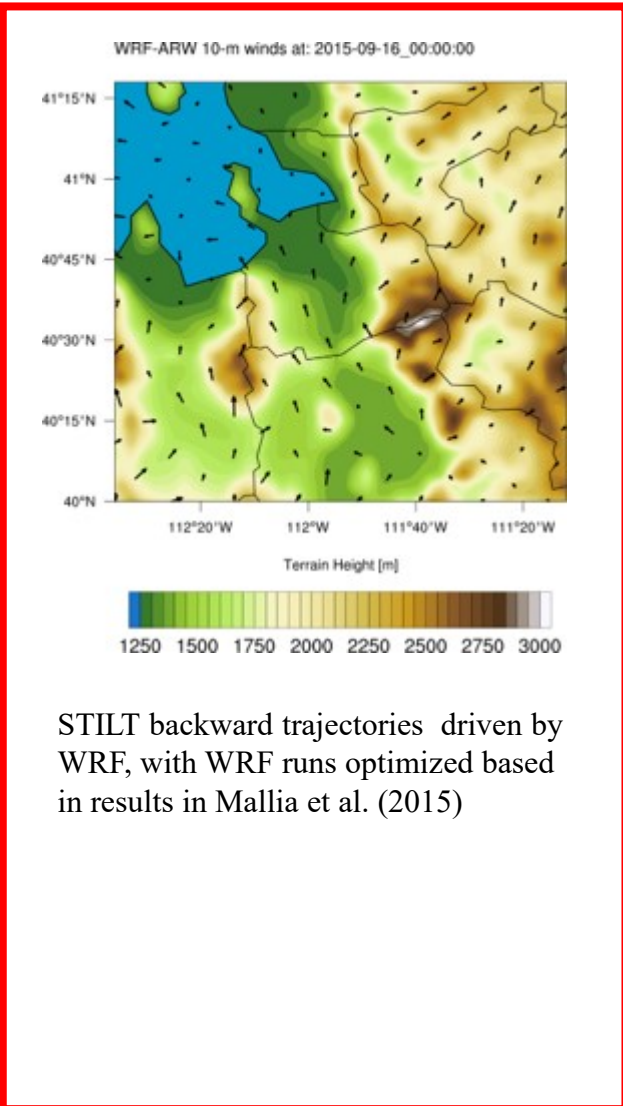 WRF-ARW 10-m winds at: 2015-09-16_00:00:00
41°15"N
41°N
40°45"N
40°30"N
40°15"N
40°N
112°20"W 112°W 111°40"W 111°20"W
Terrain Height [m]
1250 1500 1750 2000 2250 2500 2750 3000
STILT backward trajectories driven by
WRF, with WRF runs optimized based
in results in Mallia et al. (2015)